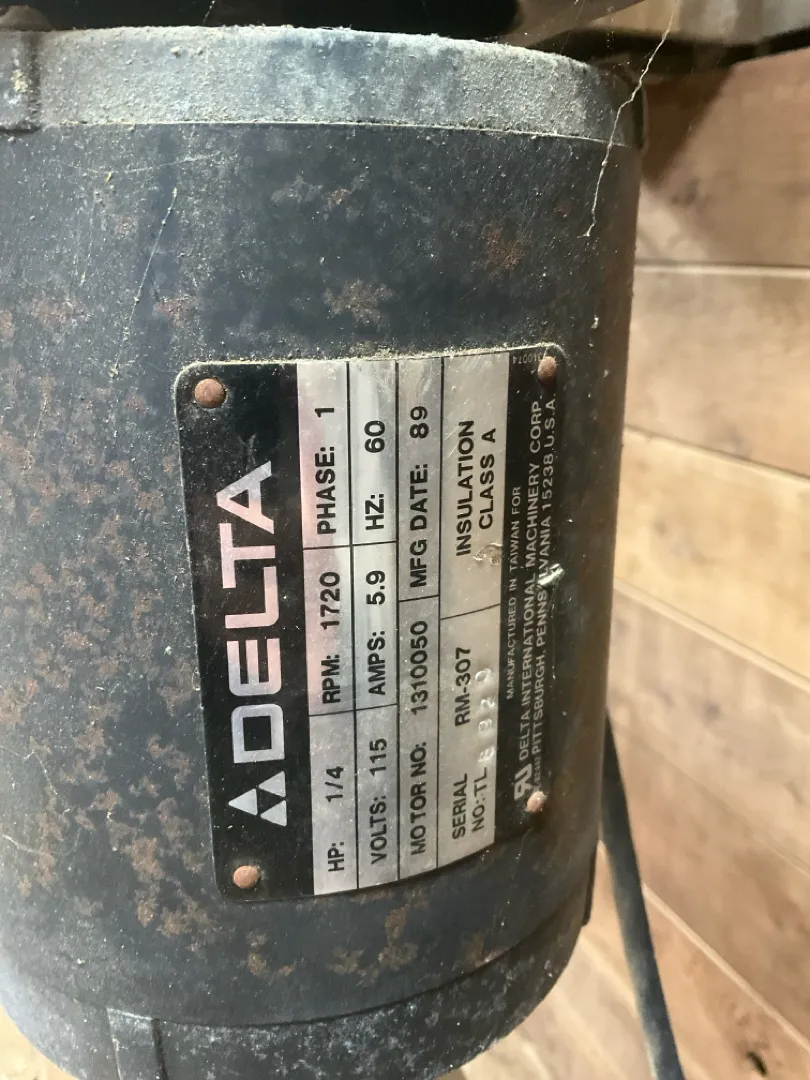 DELTA
HP: 1/4 RPM: 1720 PHASE: 1
VOLTS: 115 AMPS: 5.9 HZ: 60
MOTOR NO: 1310050 MFG DATE: 89
SERIAL RM-307 INSULATION
NO: TL CLASS A
MANUFACTURED IN TAIWAN FOR
DELTA INTERNATIONAL MACHINERY CORP.
PITTSBURGH, PENNSYLVANIA 15238 U.S.A.